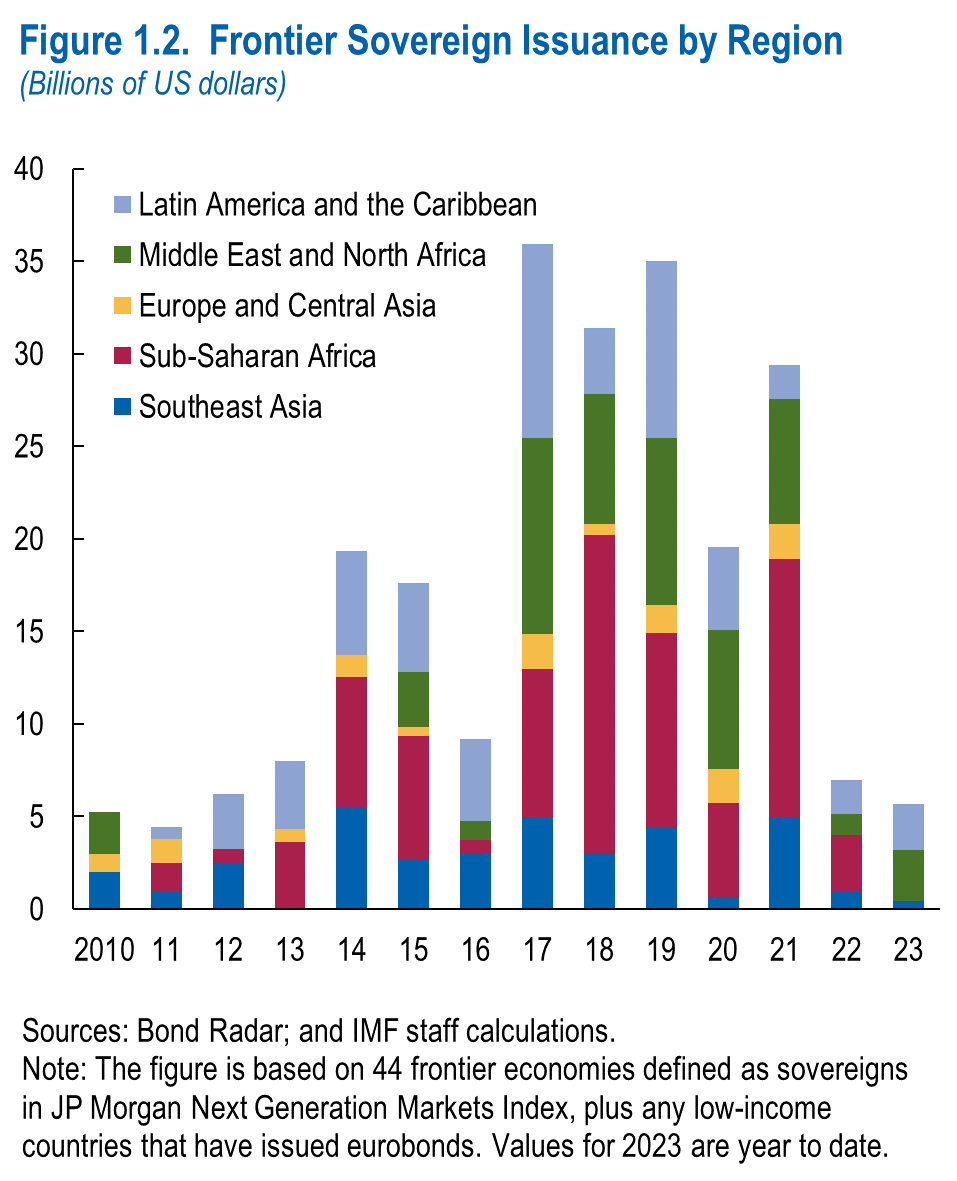 Figure 1.2. Frontier Sovereign Issuance by Region
(Billions of US dollars)
40
35
30
25
20
15
10
5
0
Latin America and the Caribbean
Middle East and North Africa
Europe and Central Asia
Sub-Saharan Africa
Southeast Asia
2010 11 12 13 14 15 16 17 18 19 20 21 22 23
Sources: Bond Radar; and IMF staff calculations.
Note: The figure is based on 44 frontier economies defined as sovereigns
in JP Morgan Next Generation Markets Index, plus any low-income
countries that have issued eurobonds. Values for 2023 are year to date.